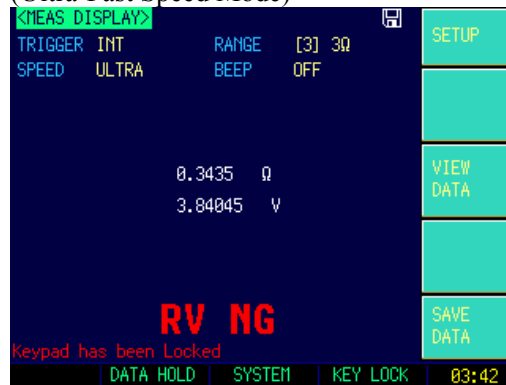 (Ultra Fast Speed Mode)
<MEAS DISPLAY>
TRIGGER INT RANGE [3] 3Ω
SPEED ULTRA BEEP OFF
SETUP
VIEW
DATA
0.3435 Ω
3.84045 V
RV NG
SAVE
DATA
Keypad has been Locked
DATA HOLD SYSTEM KEY LOCK 03:42